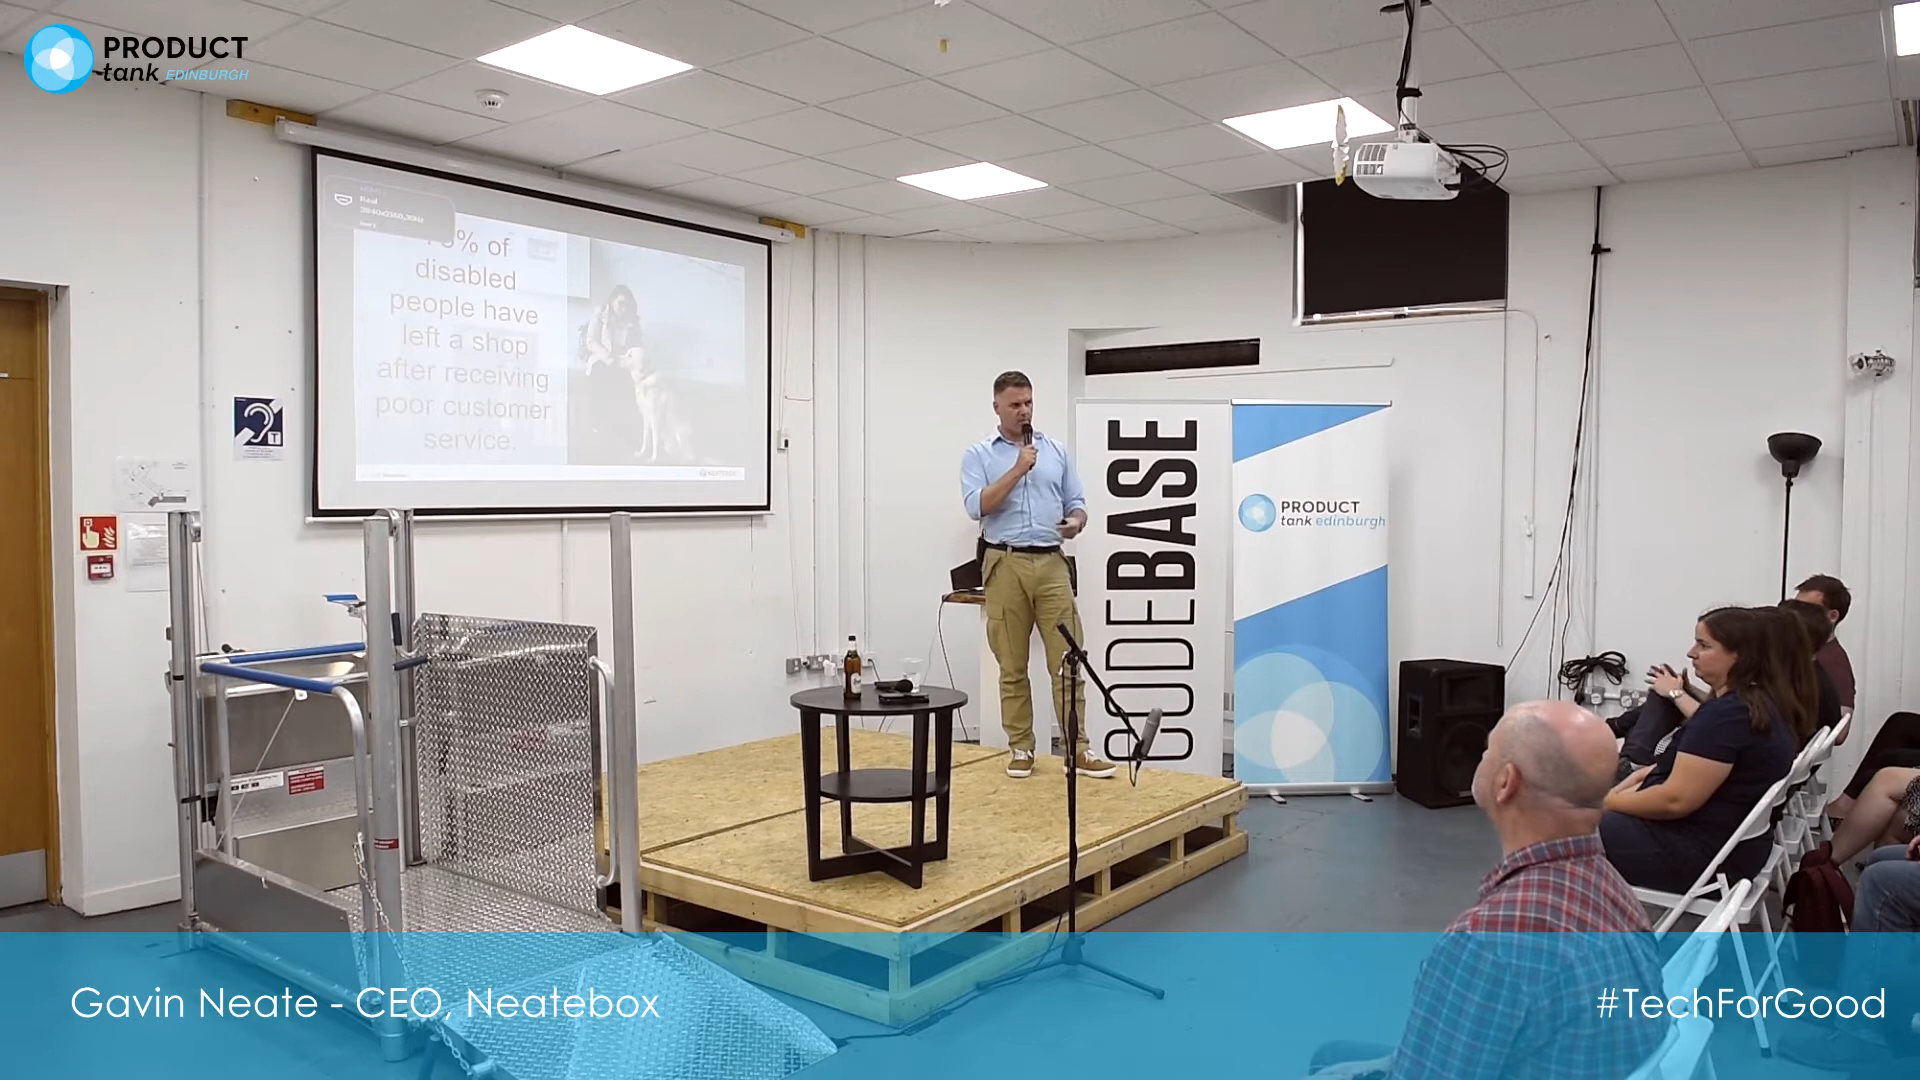 PRODUCT
tank EDINBURGH
% of
disabled
people have
left a shop
after receiving
poor customer
service.
T
CODEBASE
PRODUCT
tank edinburgh
Gavin Neate - CEO, Neatebox
#TechForGood